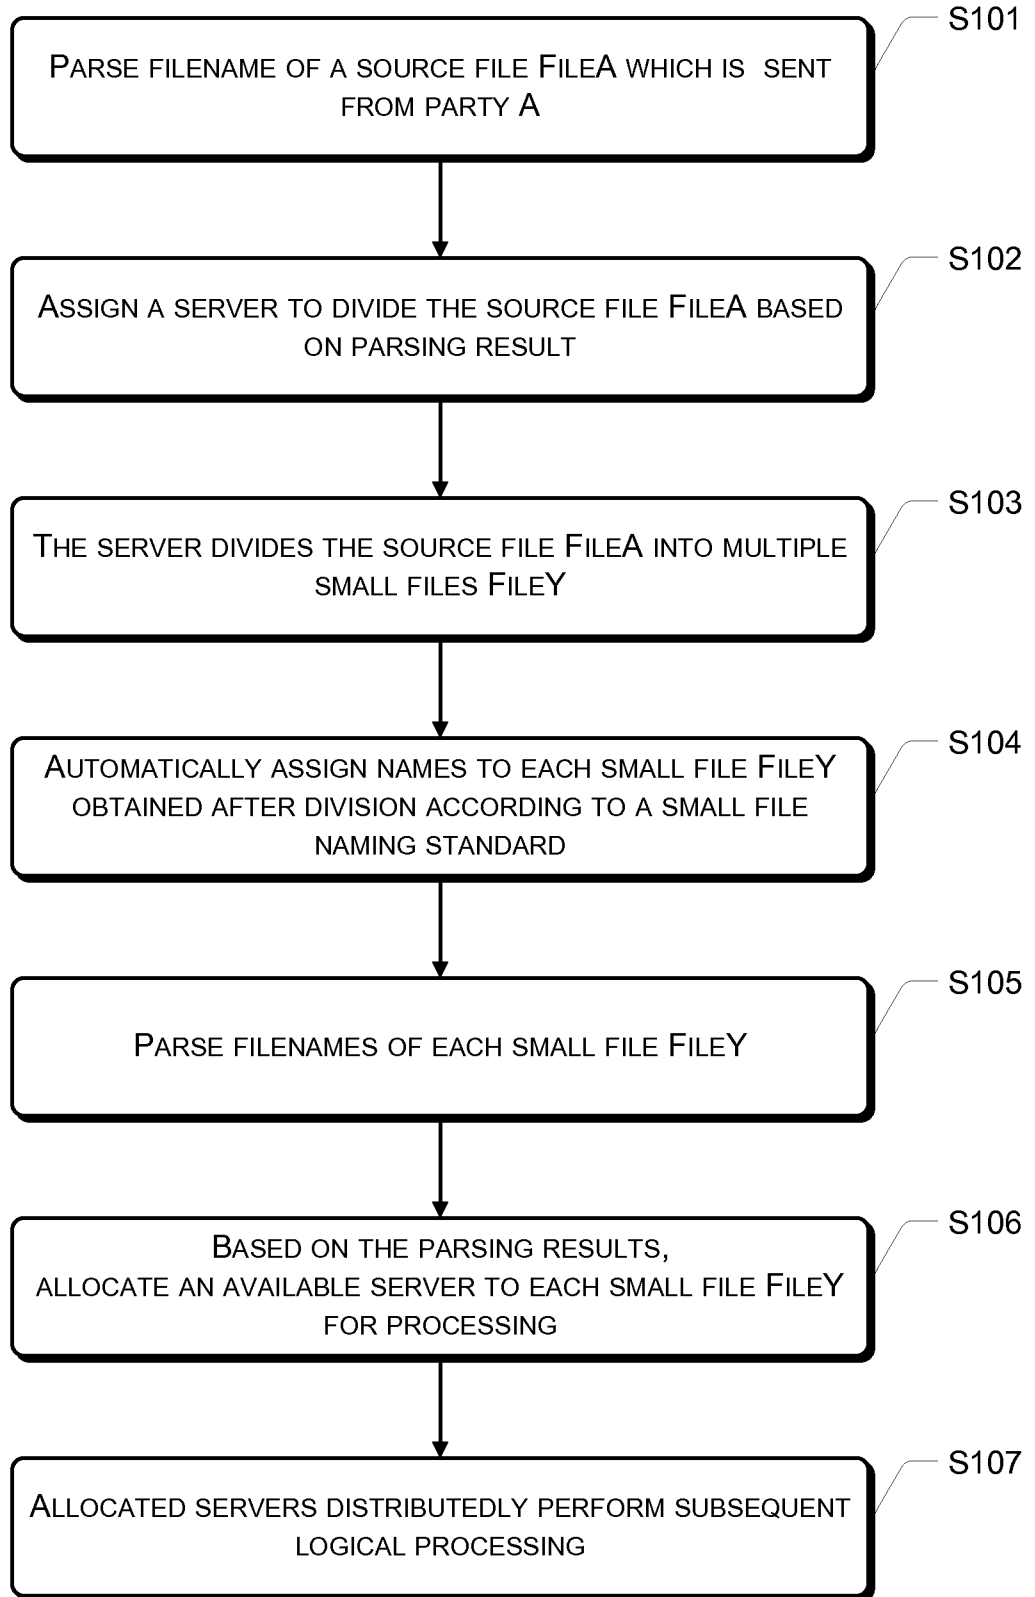 S101
PARSE FILENAME OF A SOURCE FILE FILEA WHICH IS SENT
FROM PARTY A
S102
ASSIGN A SERVER TO DIVIDE THE SOURCE FILE FILEA BASED
ON PARSING RESULT
S103
THE SERVER DIVIDES THE SOURCE FILE FILEA INTO MULTIPLE
SMALL FILES FILEY
S104
AUTOMATICALLY ASSIGN NAMES TO EACH SMALL FILE FILEY
OBTAINED AFTER DIVISION ACCORDING TO A SMALL FILE
NAMING STANDARD
S105
PARSE FILENAMES OF EACH SMALL FILE FILEY
S106
BASED ON THE PARSING RESULTS,
ALLOCATE AN AVAILABLE SERVER TO EACH SMALL FILE FILEY
FOR PROCESSING
S107
ALLOCATED SERVERS DISTRIBUTEDLY PERFORM SUBSEQUENT
LOGICAL PROCESSING